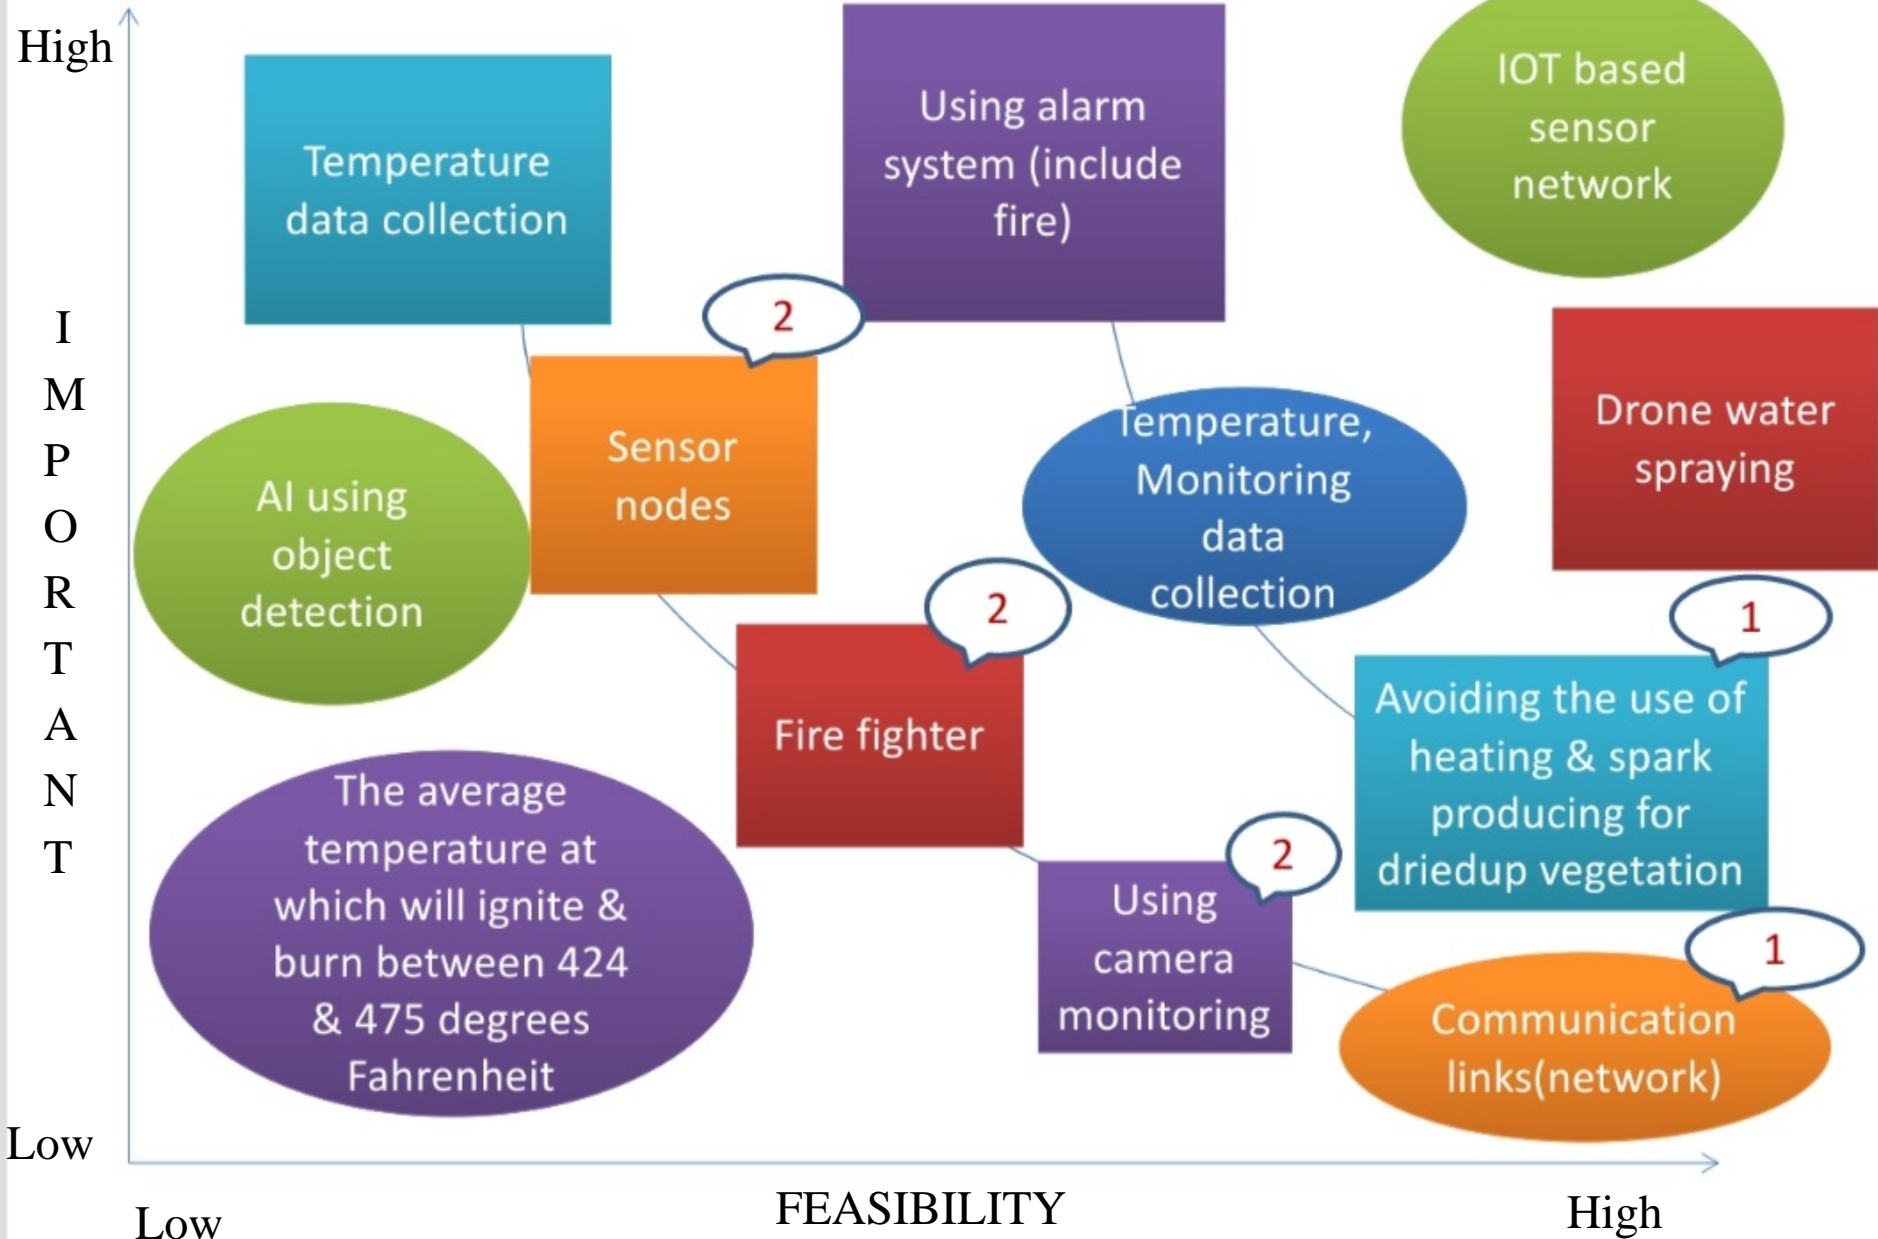 High
Temperature
data collection
Using alarm
system (include
fire)
IOT based
sensor
network
2
I
M
P
O
R
T
A
N
T
Sensor
nodes
Temperature,
Monitoring
data
collection
Drone water
spraying
AI using
object
detection
2
1
Fire fighter
Avoiding the use of
heating & spark
producing for
driedup vegetation
The average
temperature at
which will ignite &
burn between 424
& 475 degrees
Fahrenheit
2
Using
camera
monitoring
1
Communication
links(network)
Low
Low
FEASIBILITY
High